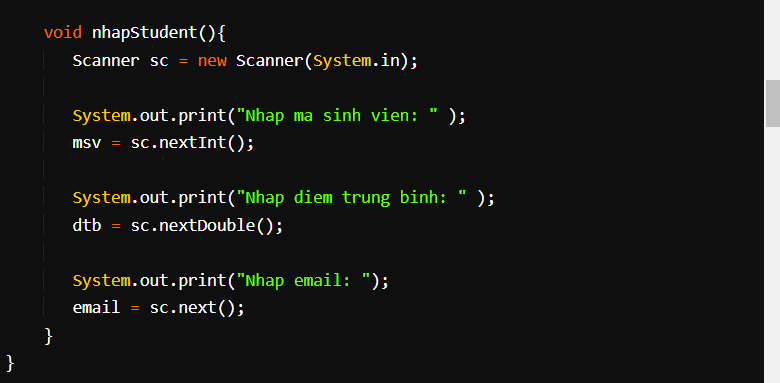 void nhapStudent(){
Scanner sc = new Scanner(System.in);
System.out.print("Nhap ma sinh vien: " );
msv = sc.nextInt();
System.out.print("Nhap diem trung binh: " );
dtb = sc.nextDouble();
System.out.print("Nhap email: ");
email = sc.next();
}
}